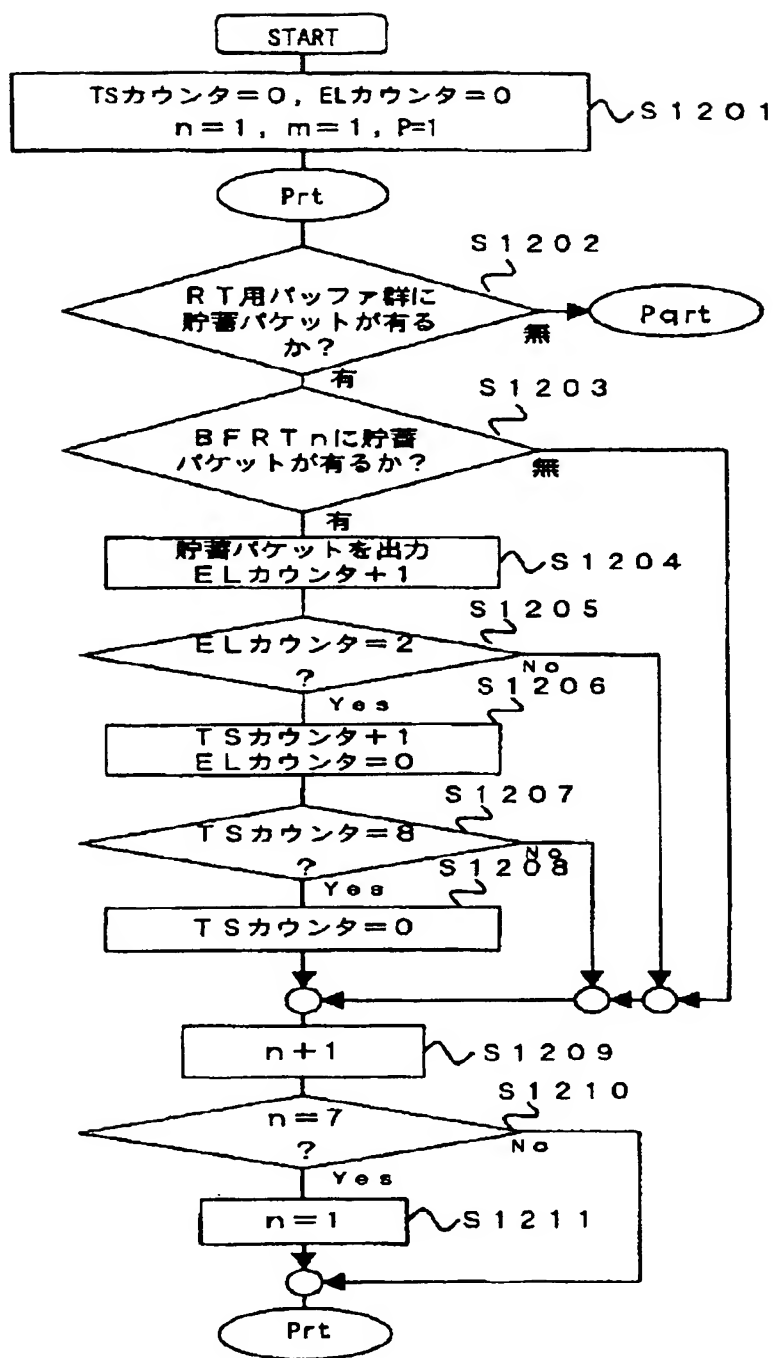 START
TSカウンタ=0, ELカウンタ=0
n=1, m=1, P=1
S1201
Prt
S1202
RT用バッファ群に
貯蓄パケットが有る
か?
無
Pqrt
有
S1203
BFRTnに貯蓄
パケットが有るか?
無
有
貯蓄パケットを出力
ELカウンタ+1
S1204
S1205
ELカウンタ=2
?
No
Yes
S1206
TSカウンタ+1
ELカウンタ=0
S1207
TSカウンタ=8
?
No
Yes
S1208
TSカウンタ=0
n+1
S1209
S1210
n=7
?
No
Yes
n=1
S1211
Prt